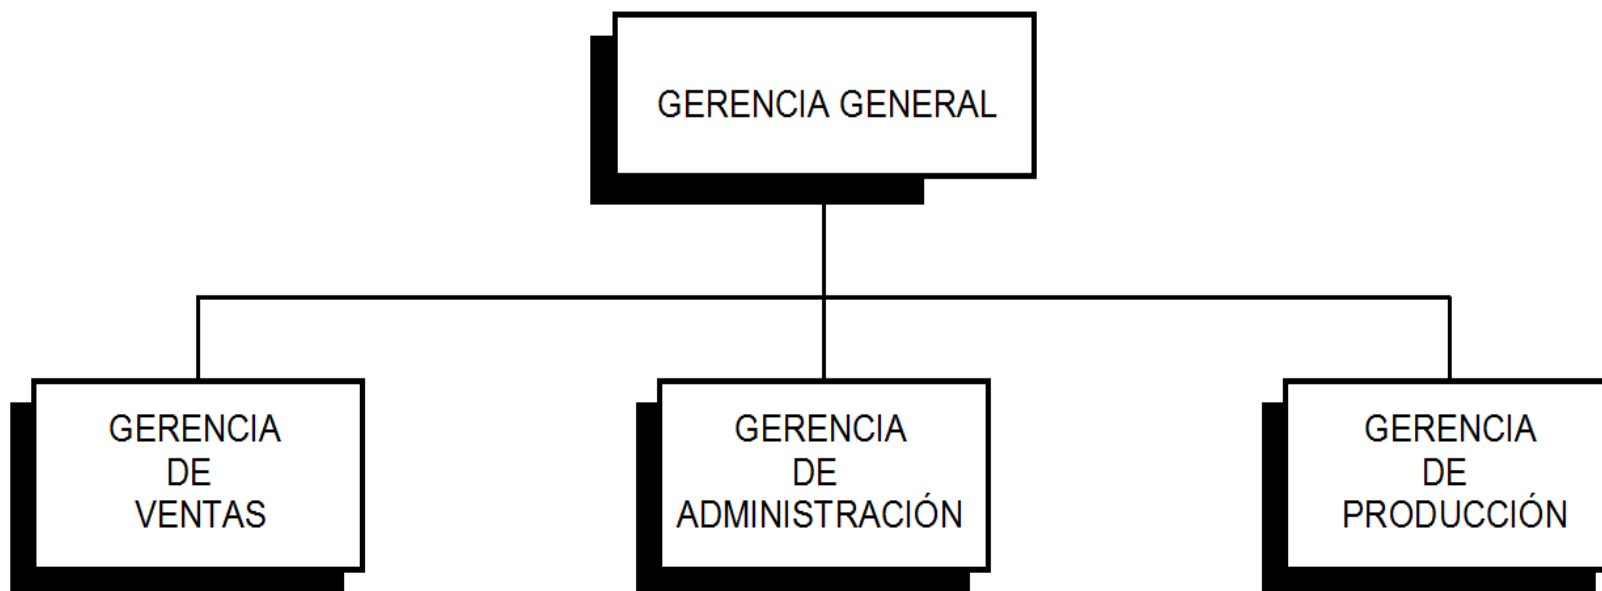 GERENCIA GENERAL
GERENCIA
DE
VENTAS
GERENCIA
DE
ADMINISTRACIÓN
GERENCIA
DE
PRODUCCIÓN